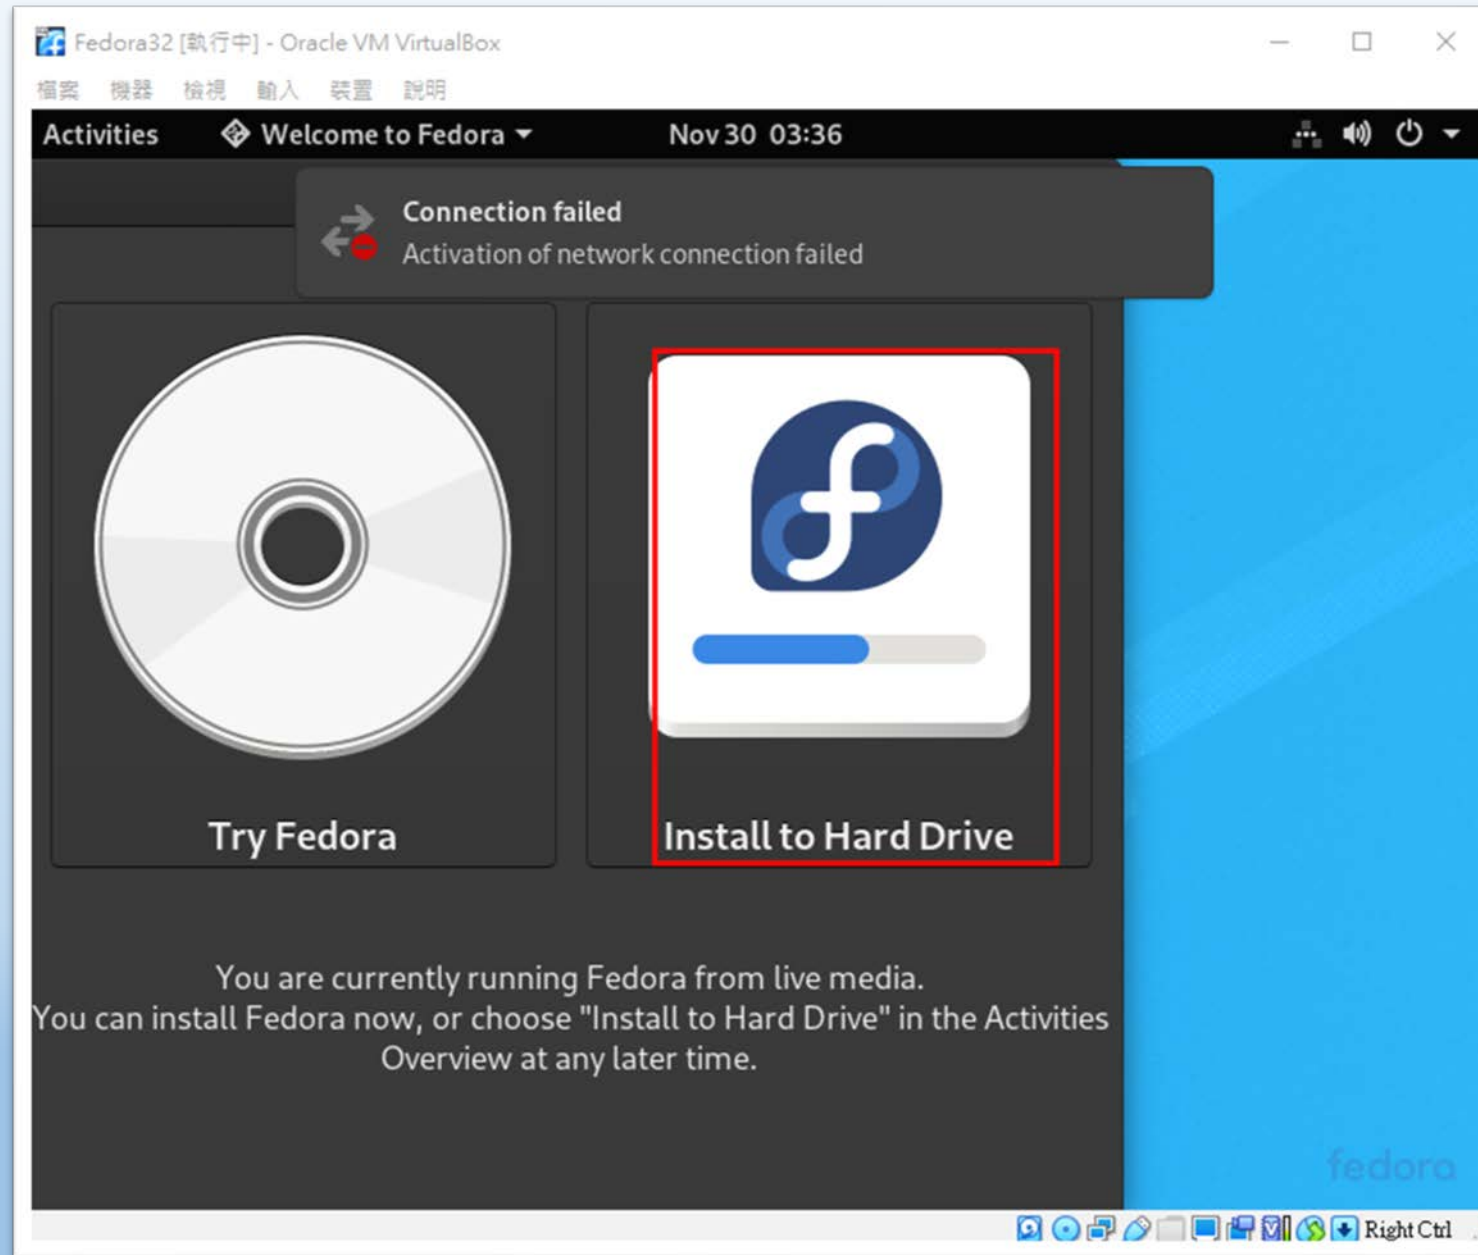 Fedora32 [執行中] - Oracle VM VirtualBox
檔案 機器 檢視 輸入 裝置 說明
Activities Welcome to Fedora Nov 30 03:36
Connection failed
Activation of network connection failed
Try Fedora
Install to Hard Drive
You are currently running Fedora from live media.
You can install Fedora now, or choose "Install to Hard Drive" in the Activities
Overview at any later time.
fedora
Right Ctrl